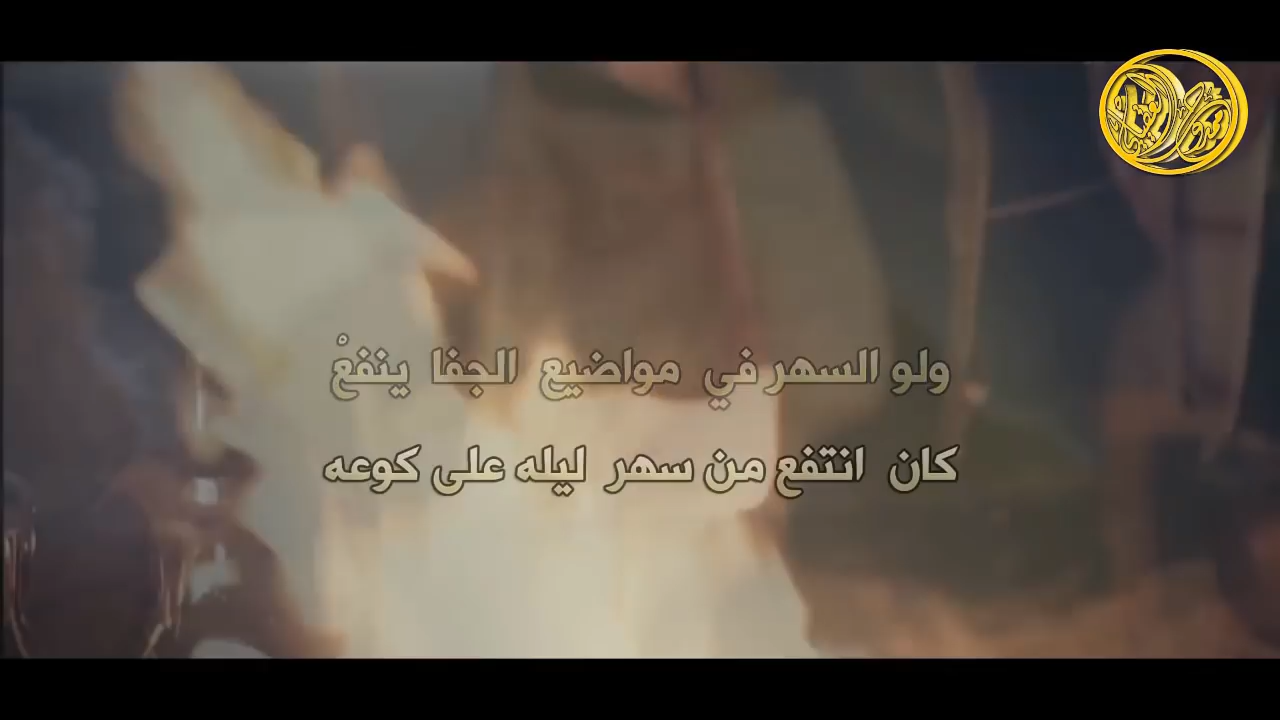 ولو السهر في مواضيع الجفا ينفعْ
كان انتفع من سهر ليله على كوعه